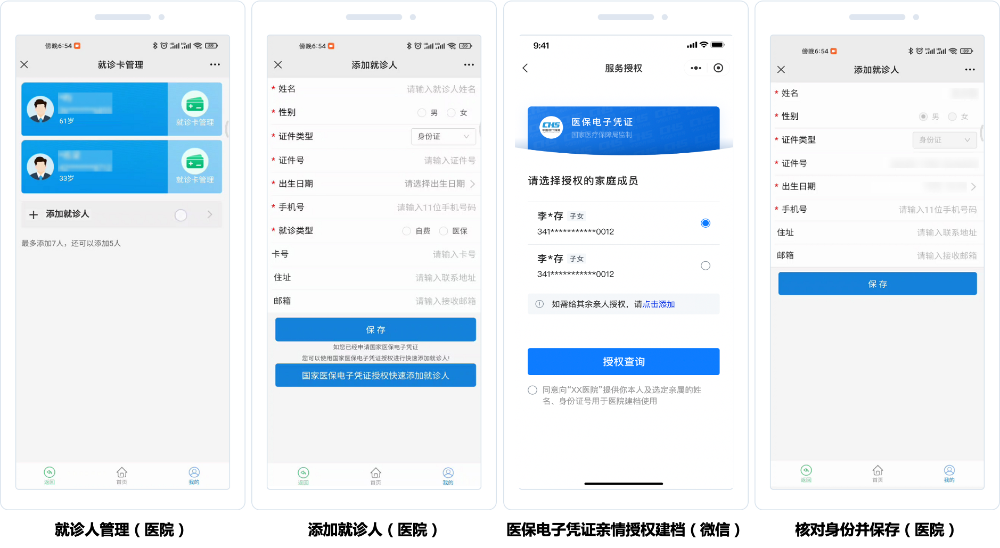 傍晚6:54
89
就诊卡管理
61岁
就诊卡管理
33岁
就诊卡管理
添加就诊人
最多添加7人，还可以添加5人
返回
首页
我的
就诊人管理（医院）
傍晚6:54
89
添加就诊人
* 姓名 请输入就诊人姓名
* 性别 男 女
* 证件类型 身份证
* 证件号 请输入证件号
* 出生日期 请选择出生日期
* 手机号 请输入11位手机号码
* 就诊类型 自费 医保
卡号 请输入卡号
住址 请输入联系地址
邮箱 请输入接收邮箱
保存
如您已经申请国家医保电子凭证
您可以使用国家医保电子凭证授权进行快速添加就诊人!
国家医保电子凭证授权快速添加就诊人
返回
首页
我的
添加就诊人（医院）
9:41
服务授权
CHS
中国医疗保障
医保电子凭证
国家医疗保障局监制
请选择授权的家庭成员
李*存 子女
341***********0012
李*存 子女
341***********0012
如需给其余亲人授权，请点击添加
授权查询
同意向“XX医院”提供你本人及选定亲属的姓
名、身份证号用于医院建档使用
医保电子凭证亲情授权建档（微信）
傍晚6:54
89
添加就诊人
* 姓名
* 性别 男 女
* 证件类型 身份证
* 证件号
* 出生日期
* 手机号 请输入11位手机号码
住址 请输入联系地址
邮箱 请输入接收邮箱
保存
返回
首页
我的
核对身份并保存（医院）